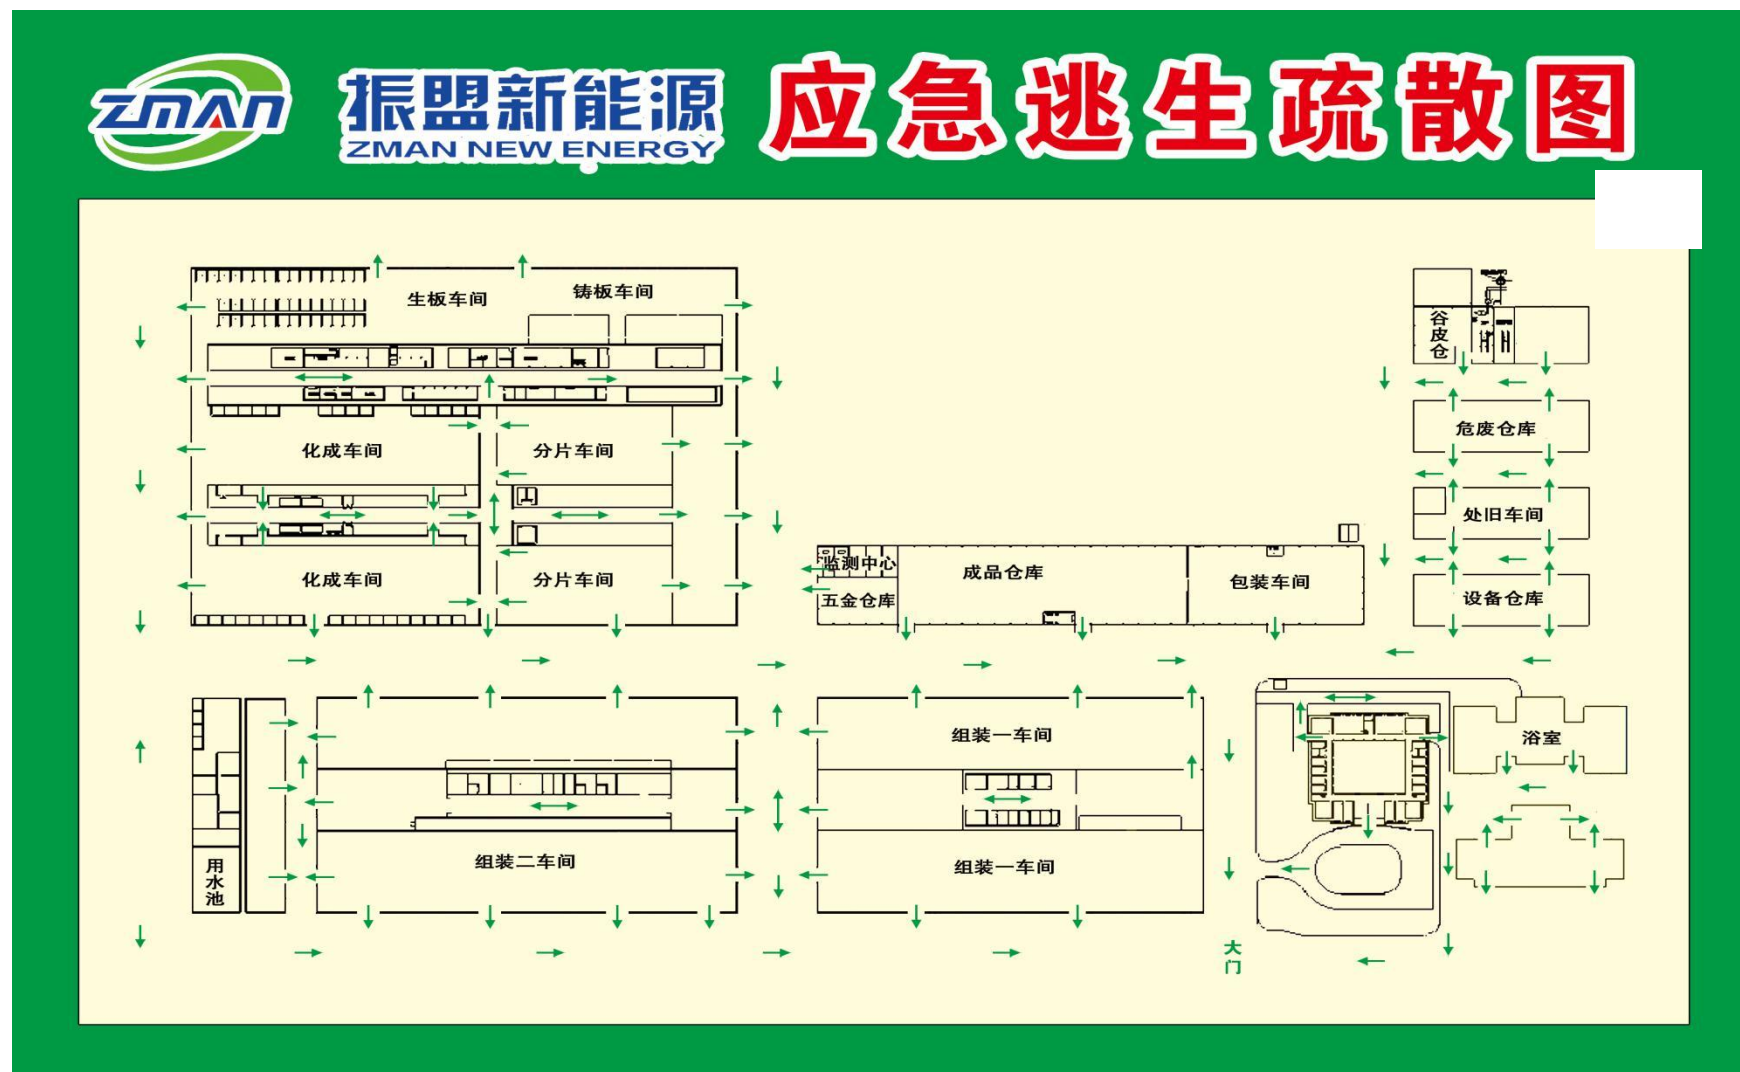 ZMAN
振盟新能源
ZMAN NEW ENERGY
应急逃生疏散图
生板车间
铸板车间
谷皮仓
化成车间
分片车间
危废仓库
处旧车间
化成车间
分片车间
监测中心
五金仓库
成品仓库
包装车间
设备仓库
组装一车间
浴室
用水池
组装二车间
组装一车间
大门